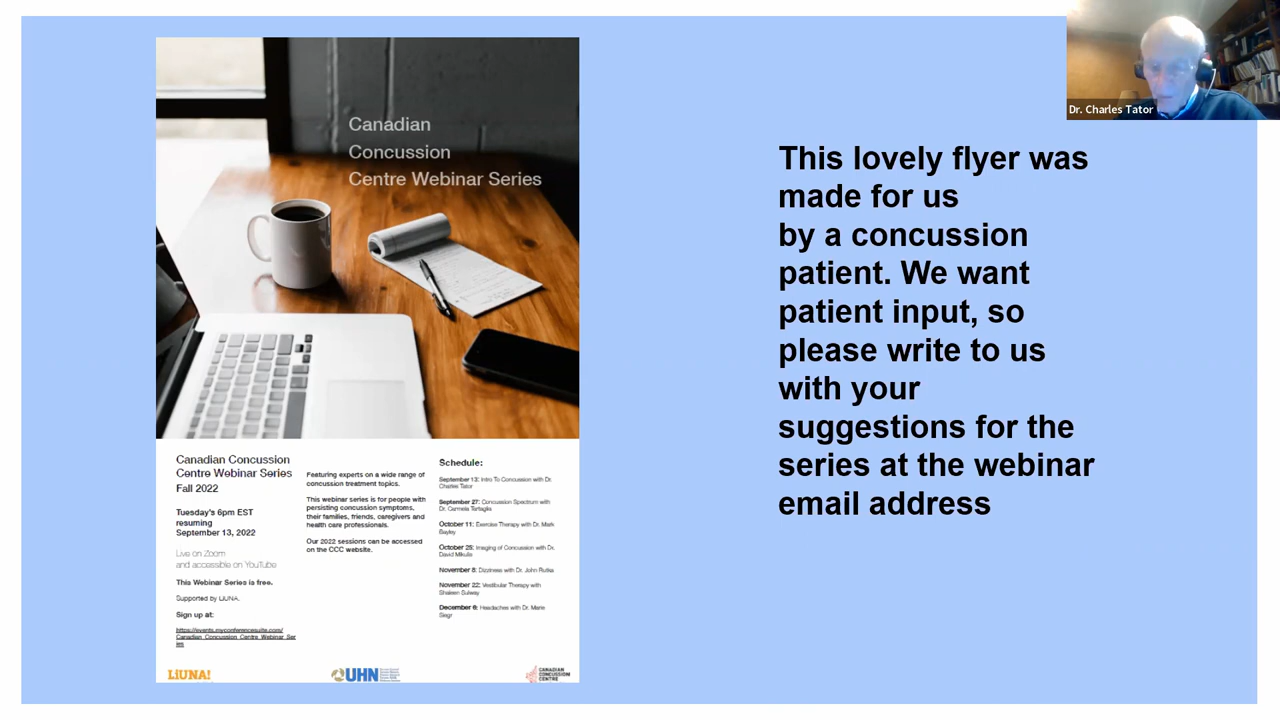 Canadian
Concussion
Centre Webinar Series
Canadian Concussion
Centre Webinar Series
Fall 2022
Tuesday's 6pm EST
resuming
September 13, 2022
Live on Zoom
and accessible on YouTube
This Webinar Series is free.
Supported by LiUNA.
Sign up at:
https://events.myconferencesuite.com/
Canadian_Concussion_Centre_Webinar_Ser
ies
Featuring experts on a wide range of
concussion treatment topics.
This webinar series is for people with
persisting concussion symptoms,
their families, friends, caregivers and
health care professionals.
Our 2022 sessions can be accessed
on the CCC website.
Schedule:
September 13: Intro To Concussion with Dr.
Charles Tator
September 27: Concussion Spectrum with
Dr. Carmela Tartaglia
October 11: Exercise Therapy with Dr. Mark
Bayley
October 25: Imaging of Concussion with Dr.
David Mikulis
November 8: Dizziness with Dr. John Rutka
November 22: Vestibular Therapy with
Shaleen Sulway
December 6: Headaches with Dr. Marie
LiUNA!
UHN
CANADIAN
CONCUSSION
CENTRE
Dr. Charles Tator
This lovely flyer was
made for us
by a concussion
patient. We want
patient input, so
please write to us
with your
suggestions for the
series at the webinar
email address